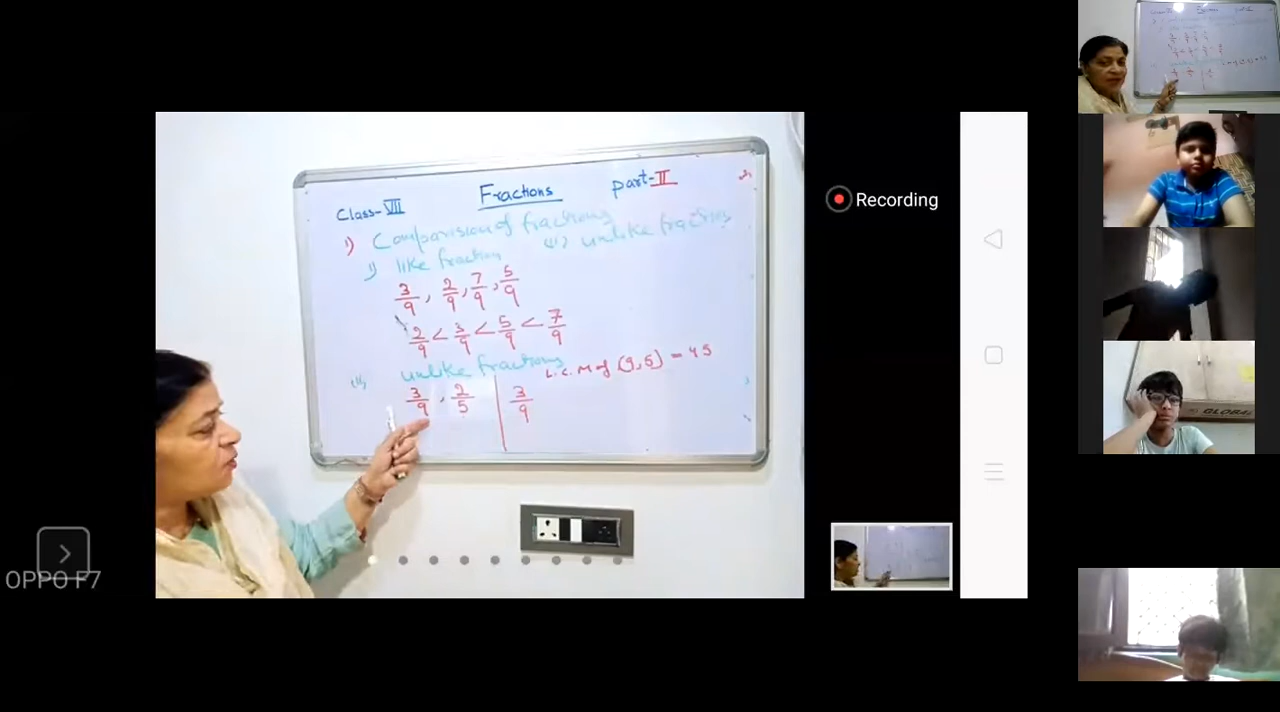 Fractions part-II
Class-VII
1) Comparision of fractions
i) like fraction (ii) unlike fractions
3/9, 2/9, 7/9, 5/9
2/9 < 3/9 < 5/9 < 7/9
(ii) unlike fractions L.C.M of (9,5) = 45
3/9, 2/5 3/9
Recording
GLOBAL
OPPO F7